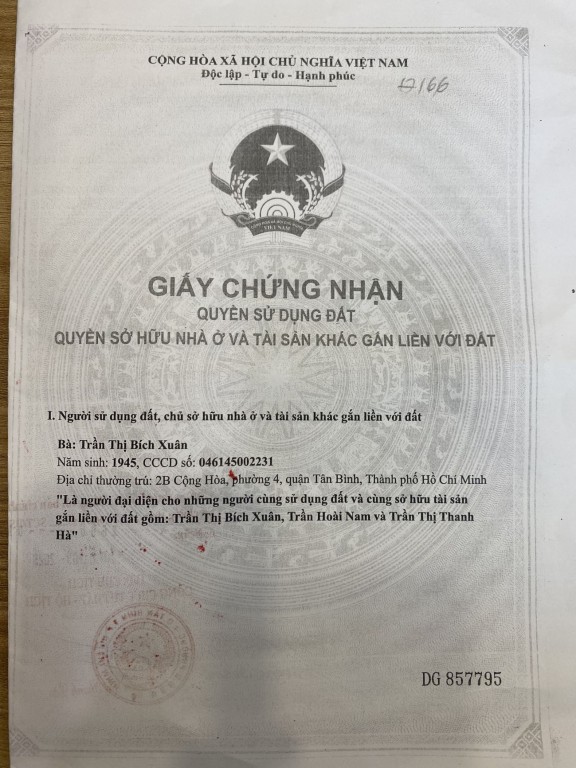 CỘNG HÒA XÃ HỘI CHỦ NGHĨA VIỆT NAM
Độc lập - Tự do - Hạnh phúc
166
VIỆT NAM
GIẤY CHỨNG NHẬN
QUYỀN SỬ DỤNG ĐẤT
QUYỀN SỞ HỮU NHÀ Ở VÀ TÀI SẢN KHÁC GẮN LIỀN VỚI ĐẤT
I. Người sử dụng đất, chủ sở hữu nhà ở và tài sản khác gắn liền với đất
Bà: Trần Thị Bích Xuân
Năm sinh: 1945, CCCD số: 046145002231
Địa chỉ thường trú: 2B Cộng Hòa, phường 4, quận Tân Bình, Thành phố Hồ Chí Minh
"Là người đại diện cho những người cùng sử dụng đất và cùng sở hữu tài sản
gắn liền với đất gồm: Trần Thị Bích Xuân, Trần Hoài Nam và Trần Thị Thanh
Hà"
DG 857795